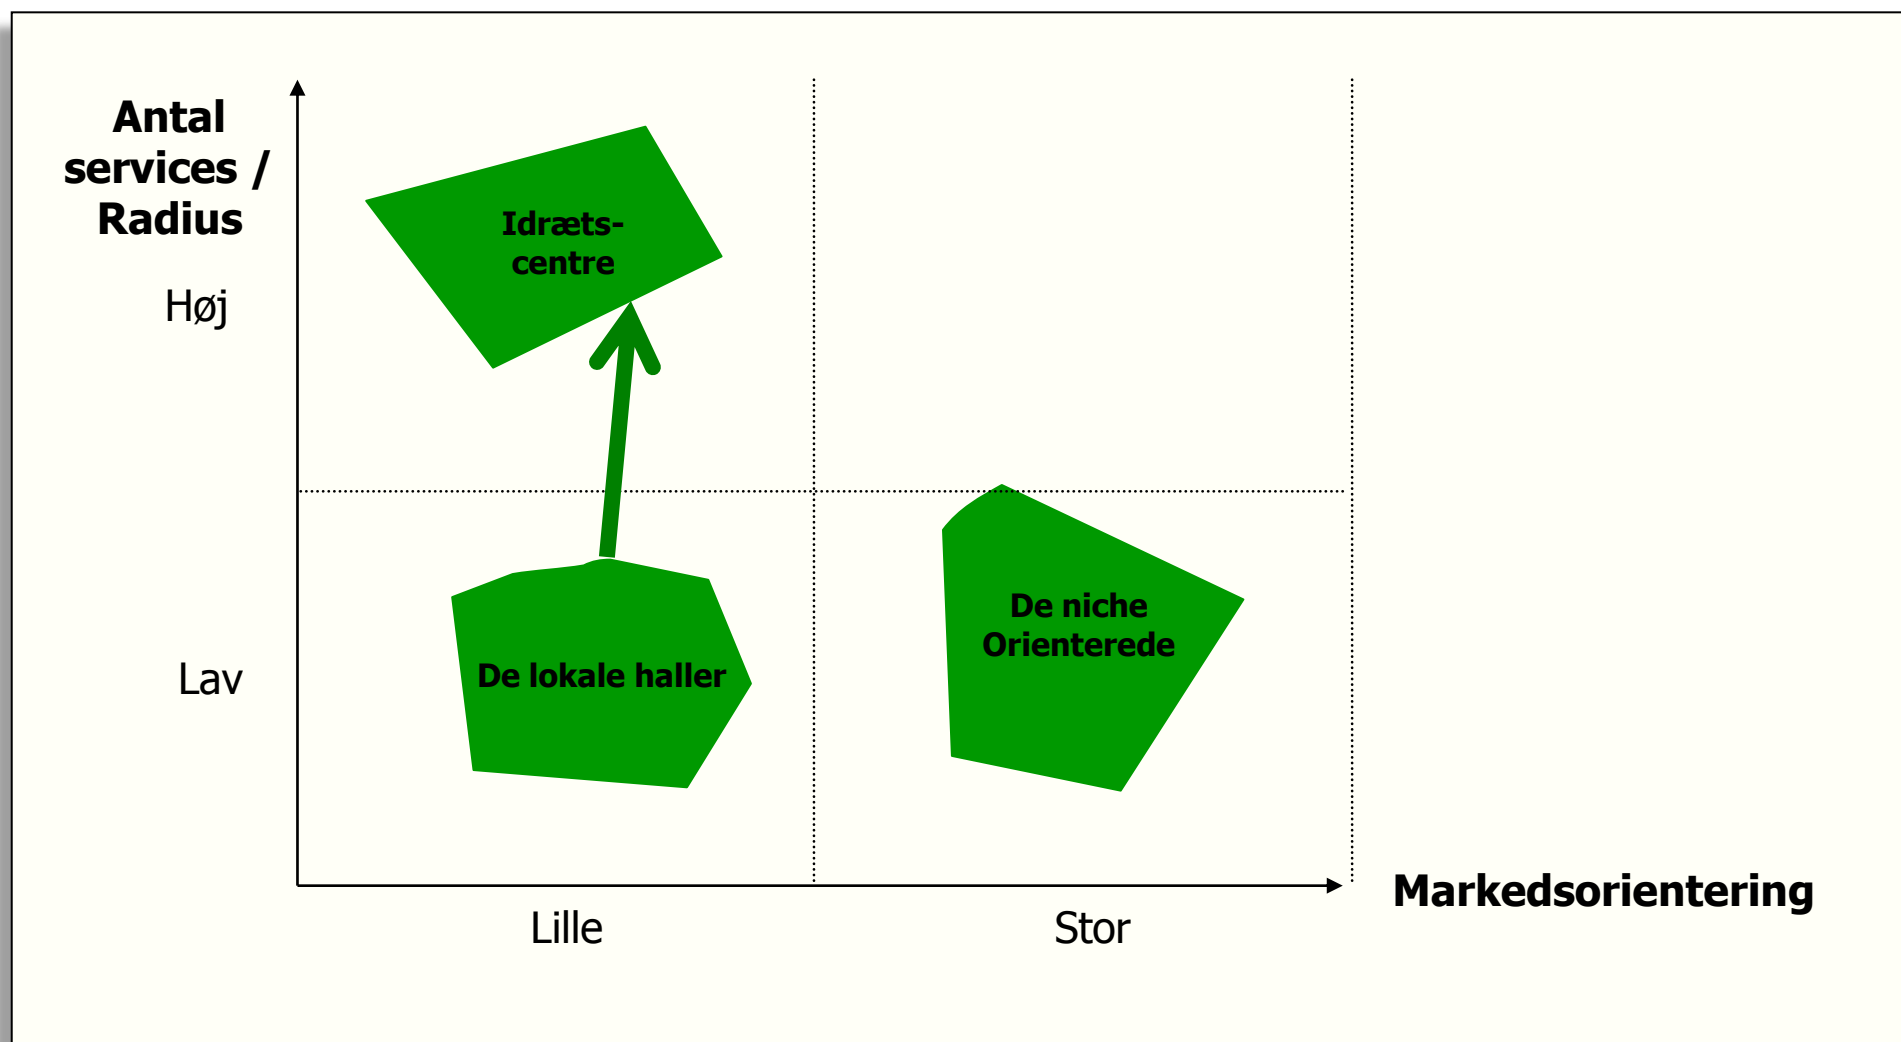 Antal
services /
Radius
Høj
Lav
Idræts-
centre
De lokale haller
De niche
Orienterede
Markedsorientering
Lille
Stor